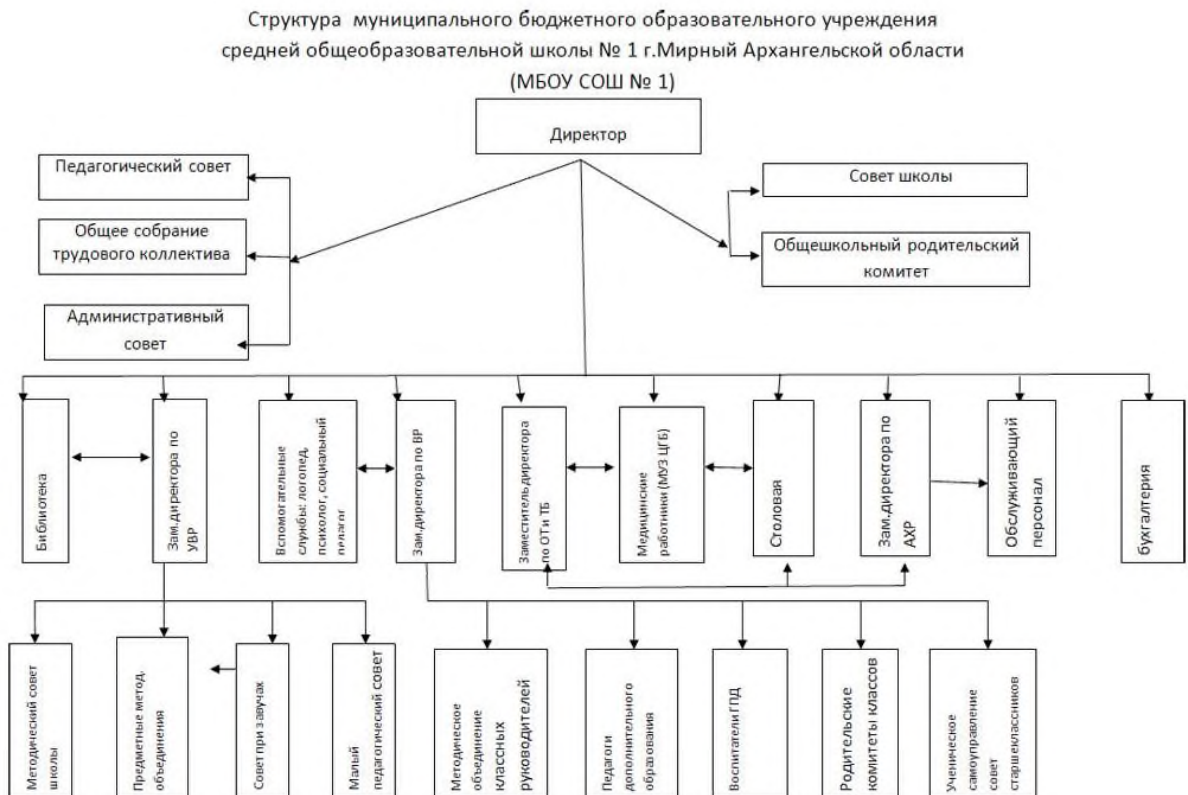 Структура муниципального бюджетного образовательного учреждения
средней общеобразовательной школы № 1 г.Мирный Архангельской области
(МБОУ СОШ № 1)
Директор
Педагогический совет
Совет школы
Общее собрание
трудового коллектива
Общешкольный родительский
комитет
Административный
совет
Библиотека
Зам.директора по
УВР
Вспомогательные
службы: логопед,
психолог, социальный
педагог
Зам.директора по ВР
Заместитель директора
по ОТ и ТБ
Медицинские
работники (МУЗ ЦГБ)
Столовая
Зам.директора по
АХР
Обслуживающий
персонал
бухгалтерия
Методический совет
школы
Предметные метод.
объединения
Совет при завучах
Малый
педагогический совет
Методическое
объединение
классных
руководителей
Педагоги
дополнительного
образования
Воспитатели ГПД
Родительские
комитеты классов
Ученическое
самоуправление
совет
старшеклассников